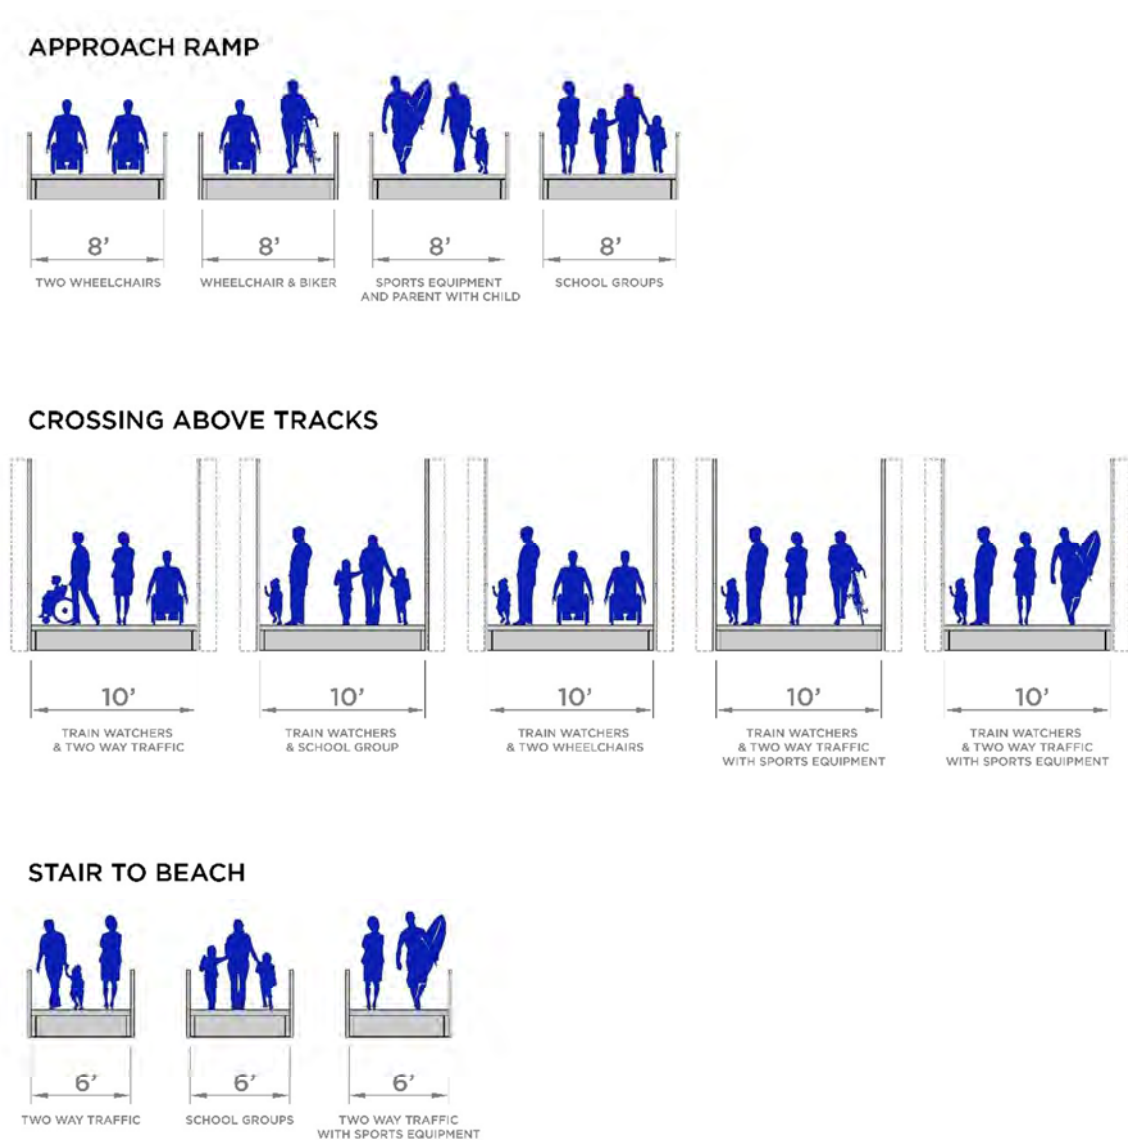 APPROACH RAMP
8’ 8’ 8’ 8’
TWO WHEELCHAIRS WHEELCHAIR & BIKER SPORTS EQUIPMENT SCHOOL GROUPS
AND PARENT WITH CHILD
CROSSING ABOVE TRACKS
10’ 10’ 10’ 10’ 10’
TRAIN WATCHERS TRAIN WATCHERS TRAIN WATCHERS TRAIN WATCHERS TRAIN WATCHERS
& TWO WAY TRAFFIC & SCHOOL GROUP & TWO WHEELCHAIRS & TWO WAY TRAFFIC & TWO WAY TRAFFIC
WITH SPORTS EQUIPMENT WITH SPORTS EQUIPMENT
STAIR TO BEACH
6’ 6’ 6’
TWO WAY TRAFFIC SCHOOL GROUPS TWO WAY TRAFFIC
WITH SPORTS EQUIPMENT